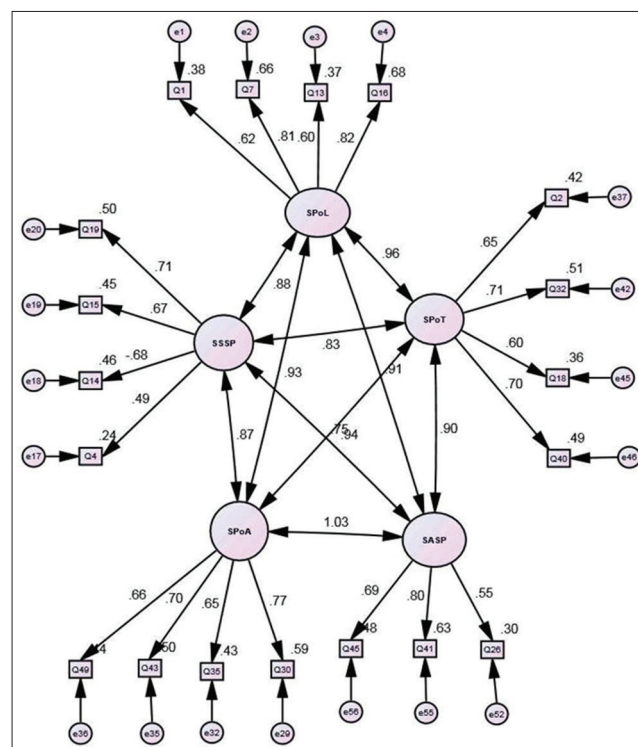 e1 e2 e3 e4
.38 .66 .37 .68
Q1 Q7 Q13 Q16
.62 .81 .60 .82
SPoL
.42
Q2 e37
.50
e20 Q19
.96
.65
.71
.88
.51
.71 Q32 e42
.45
e19 Q15
.67
SPoT
SSSP
.83
.46 -.68
e18 Q14
.60 .36
Q18 e45
.93 .91
.49
.70
.24
e17 Q4
.87
.75 .94
.90
.49
Q40 e46
SPoA 1.03 SASP
.66 .70 .65 .77
.69 .80 .55
.50 .43 .59
.48 .63 .30
Q49 Q43 Q35 Q30
Q45 Q41 Q26
e36 e35 e32 e29
e56 e55 e52